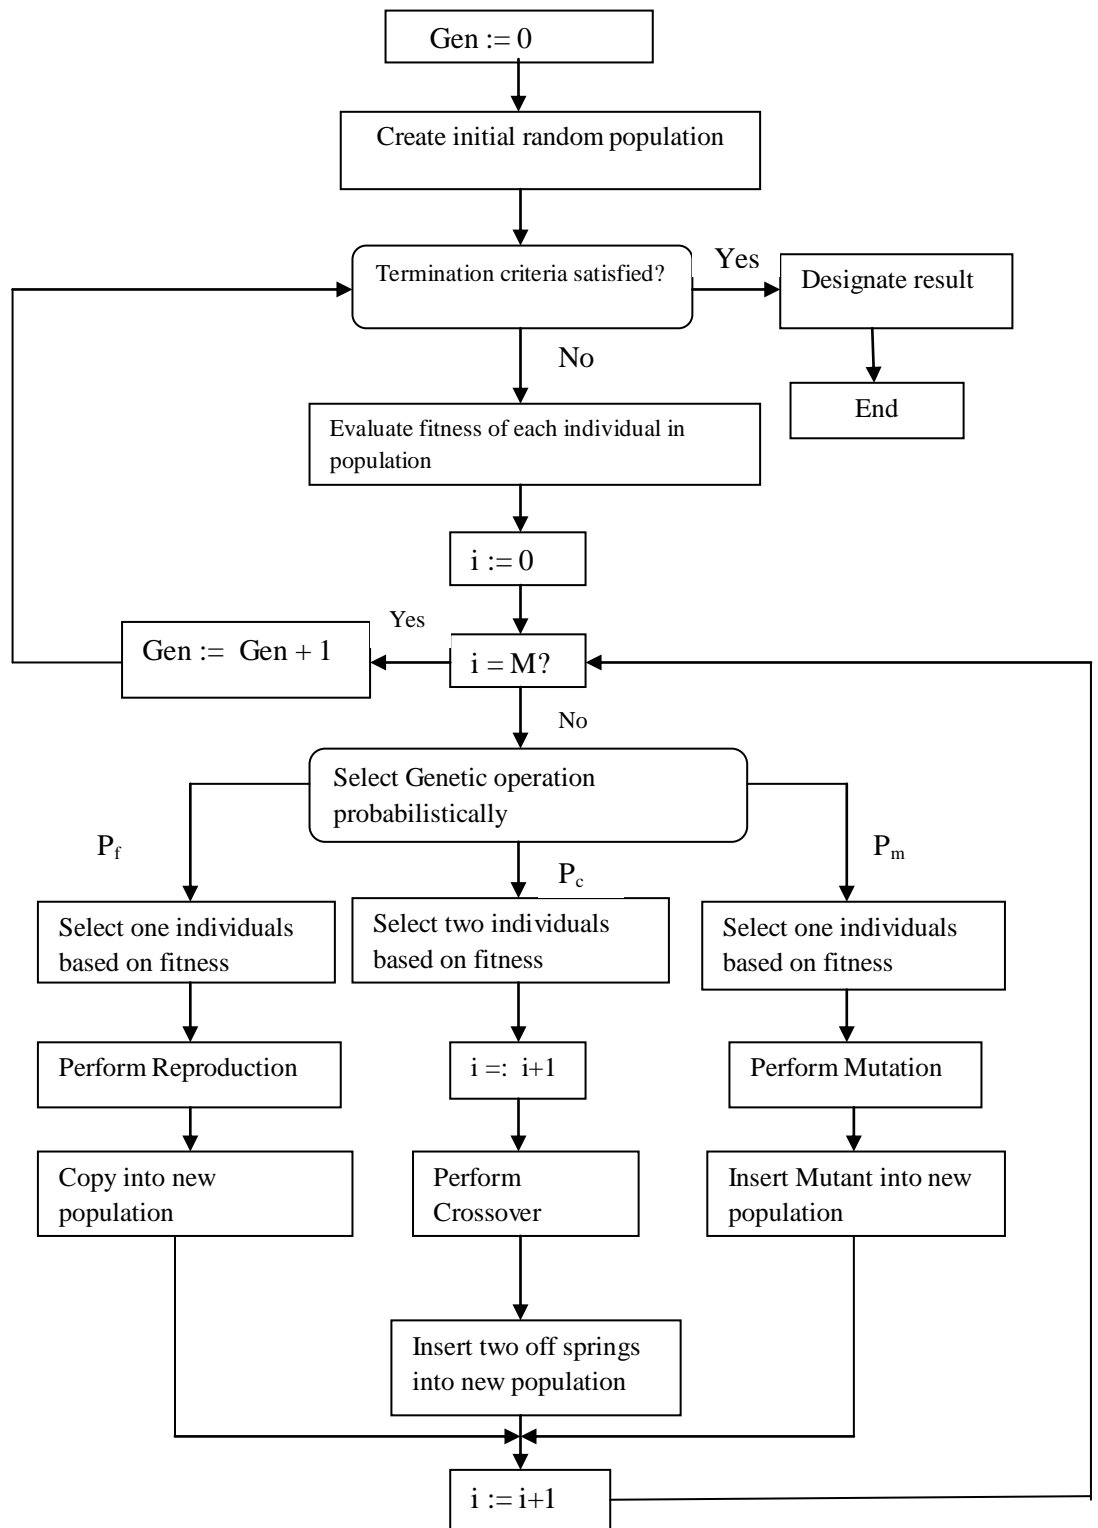 Gen := 0
Create initial random population
Termination criteria satisfied?
Yes
Designate result
No
End
Evaluate fitness of each individual in
population
i := 0
Yes
Gen := Gen + 1
i = M?
No
Select Genetic operation
probabilistically
Pf
Pc
Pm
Select one individuals
based on fitness
Select two individuals
based on fitness
Select one individuals
based on fitness
Perform Reproduction
i =: i+1
Perform Mutation
Copy into new
population
Perform
Crossover
Insert Mutant into new
population
Insert two off springs
into new population
i := i+1